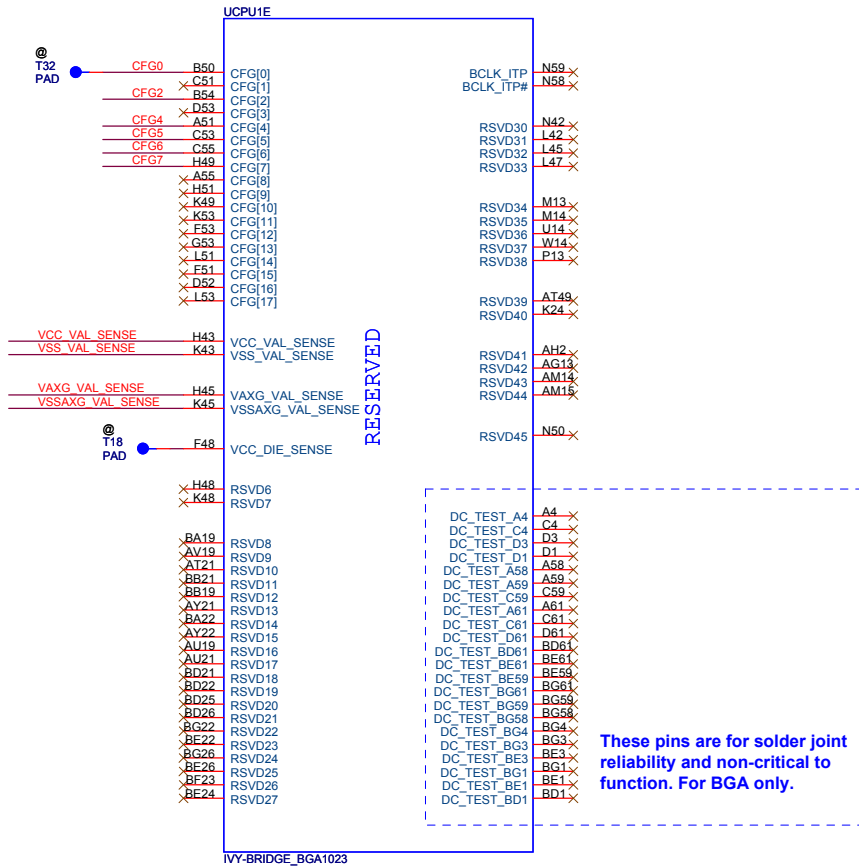 UCPU1E
@
T32
PAD
CFG0 B50 CFG[0]
C51 CFG[1]
CFG2 B54 CFG[2]
D53 CFG[3]
CFG4 A51 CFG[4]
CFG5 C53 CFG[5]
CFG6 C55 CFG[6]
CFG7 H49 CFG[7]
A55 CFG[8]
H51 CFG[9]
K49 CFG[10]
K53 CFG[11]
F53 CFG[12]
G53 CFG[13]
L51 CFG[14]
F51 CFG[15]
D52 CFG[16]
L53 CFG[17]
VCC_VAL_SENSE H43 VCC_VAL_SENSE
VSS_VAL_SENSE K43 VSS_VAL_SENSE
VAXG_VAL_SENSE H45 VAXG_VAL_SENSE
VSSAXG_VAL_SENSE K45 VSSAXG_VAL_SENSE
@
T18
PAD
F48 VCC_DIE_SENSE
H48 RSVD6
K48 RSVD7
BA19 RSVD8
AV19 RSVD9
AT21 RSVD10
BB21 RSVD11
BB19 RSVD12
AY21 RSVD13
BA22 RSVD14
AY22 RSVD15
AU19 RSVD16
AU21 RSVD17
BD21 RSVD18
BD22 RSVD19
BD25 RSVD20
BD26 RSVD21
BG22 RSVD22
BE22 RSVD23
BG26 RSVD24
BE26 RSVD25
BF23 RSVD26
BE24 RSVD27
RESERVED
BCLK_ITP N59
BCLK_ITP# N58
RSVD30 N42
RSVD31 L42
RSVD32 L45
RSVD33 L47
RSVD34 M13
RSVD35 M14
RSVD36 U14
RSVD37 W14
RSVD38 P13
RSVD39 AT49
RSVD40 K24
RSVD41 AH2
RSVD42 AG13
RSVD43 AM14
RSVD44 AM15
RSVD45 N50
DC_TEST_A4 A4
DC_TEST_C4 C4
DC_TEST_D3 D3
DC_TEST_D1 D1
DC_TEST_A58 A58
DC_TEST_A59 A59
DC_TEST_C59 C59
DC_TEST_A61 A61
DC_TEST_C61 C61
DC_TEST_D61 D61
DC_TEST_BD61 BD61
DC_TEST_BE61 BE61
DC_TEST_BE59 BE59
DC_TEST_BG61 BG61
DC_TEST_BG59 BG59
DC_TEST_BG58 BG58
DC_TEST_BG4 BG4
DC_TEST_BG3 BG3
DC_TEST_BE3 BE3
DC_TEST_BG1 BG1
DC_TEST_BE1 BE1
DC_TEST_BD1 BD1
These pins are for solder joint
reliability and non-critical to
function. For BGA only.
IVY-BRIDGE_BGA1023